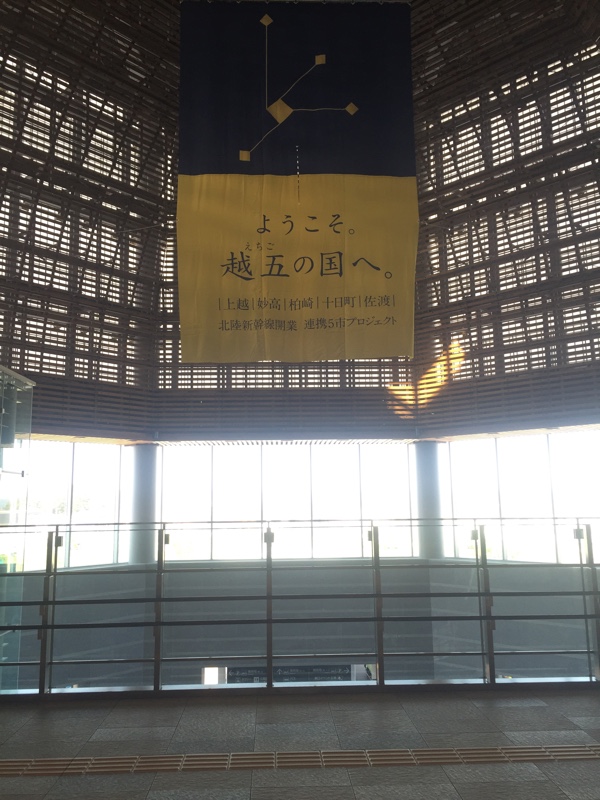 ようこそ。
えちご
越五の国へ。
|上越|妙高|柏崎|十日町|佐渡|
北陸新幹線開業 連携5市プロジェクト